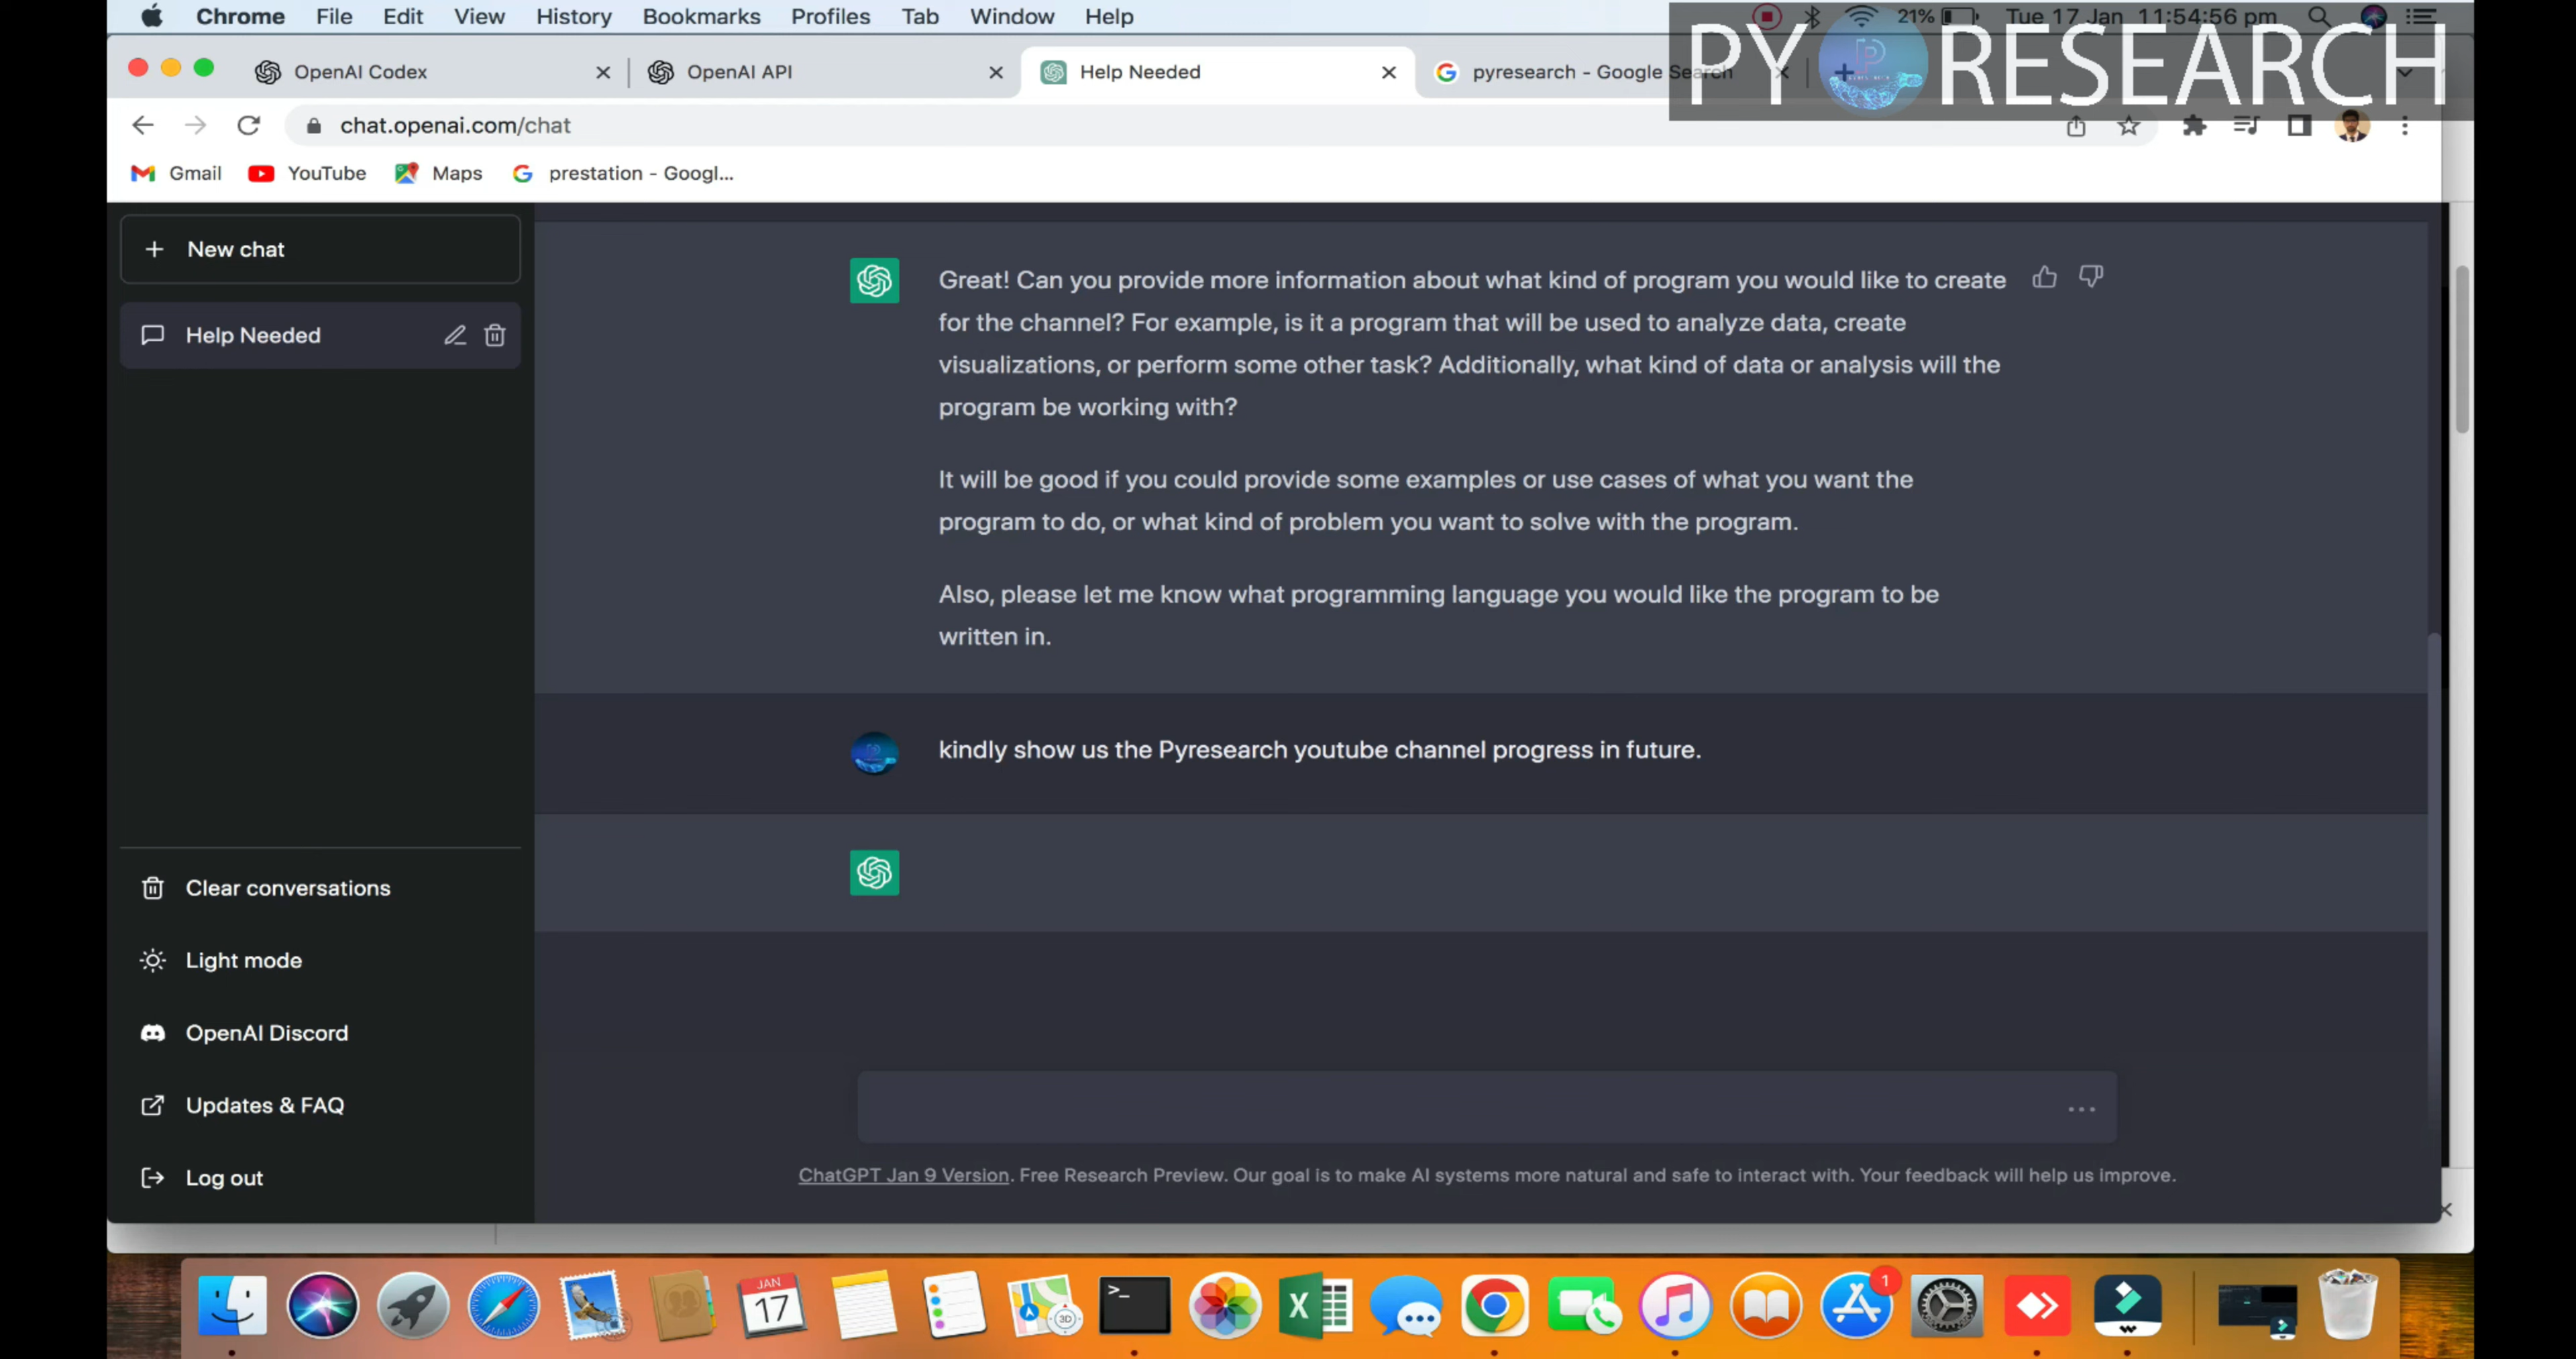 Chrome File Edit View History Bookmarks Profiles Tab Window Help
21% Tue 17 Jan 11:54:56 pm
PY RESEARCH
OpenAI Codex
OpenAI API
Help Needed
pyresearch - Google Search
chat.openai.com/chat
Gmail YouTube Maps prestation - Googl...
New chat
Help Needed
Great! Can you provide more information about what kind of program you would like to create
for the channel? For example, is it a program that will be used to analyze data, create
visualizations, or perform some other task? Additionally, what kind of data or analysis will the
program be working with?
It will be good if you could provide some examples or use cases of what you want the
program to do, or what kind of problem you want to solve with the program.
Also, please let me know what programming language you would like the program to be
written in.
kindly show us the Pyresearch youtube channel progress in future.
Clear conversations
Light mode
OpenAI Discord
Updates & FAQ
Log out
ChatGPT Jan 9 Version. Free Research Preview. Our goal is to make AI systems more natural and safe to interact with. Your feedback will help us improve.
JAN
17
3D
1